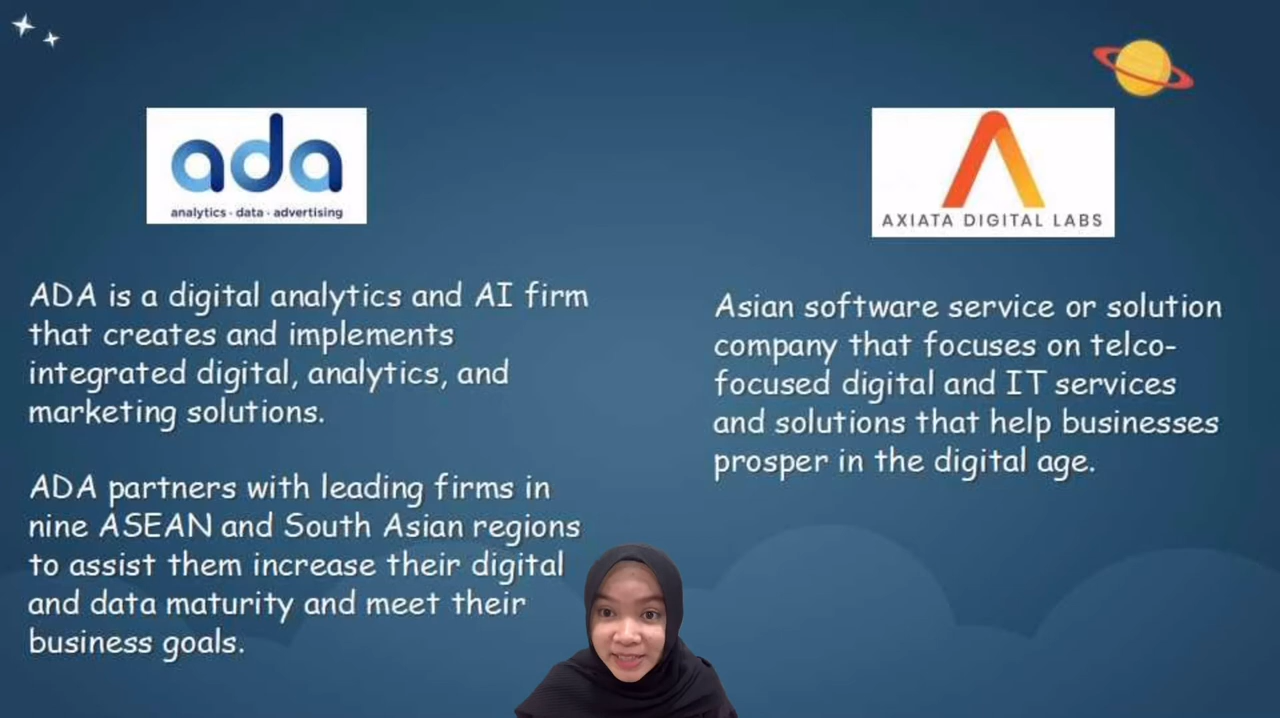 ada
analytics · data · advertising
ADA is a digital analytics and AI firm
that creates and implements
integrated digital, analytics, and
marketing solutions.
ADA partners with leading firms in
nine ASEAN and South Asian regions
to assist them increase their digital
and data maturity and meet their
business goals.
AXIATA DIGITAL LABS
Asian software service or solution
company that focuses on telco-
focused digital and IT services
and solutions that help businesses
prosper in the digital age.